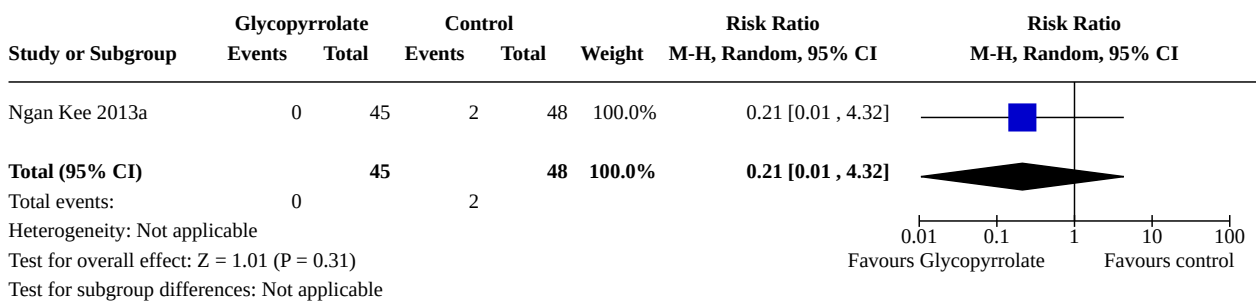 Glycopyrrolate Control Risk Ratio Risk Ratio
Study or Subgroup Events Total Events Total Weight M-H, Random, 95% CI M-H, Random, 95% CI
Ngan Kee 2013a 0 45 2 48 100.0% 0.21 [0.01 , 4.32]
Total (95% CI) 45 48 100.0% 0.21 [0.01 , 4.32]
Total events: 0 2
Heterogeneity: Not applicable 0.01 0.1 1 10 100
Test for overall effect: Z = 1.01 (P = 0.31) Favours Glycopyrrolate Favours control
Test for subgroup differences: Not applicable